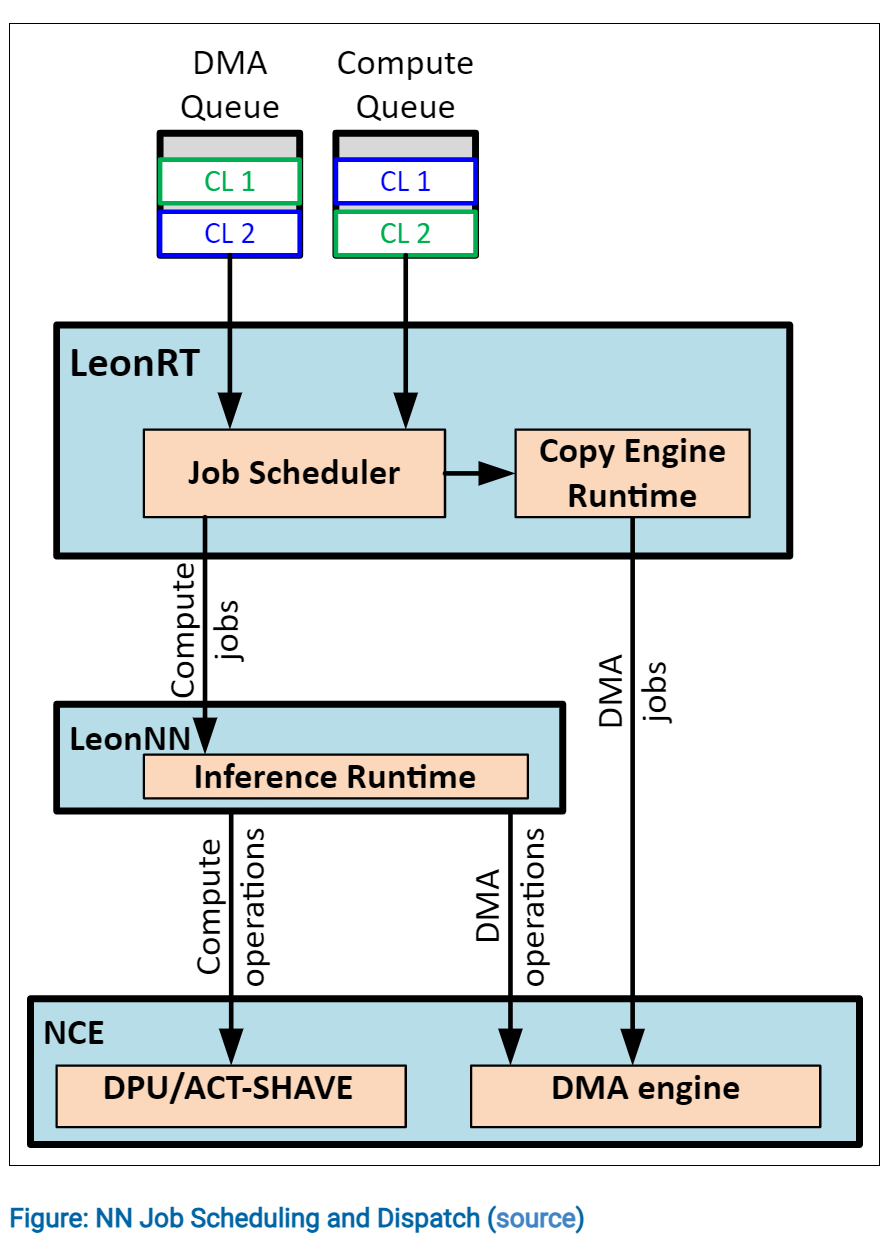 DMA
Queue
Compute
Queue
CL 1
CL 1
CL 2
CL 2
LeonRT
Job Scheduler
Copy Engine
Runtime
Compute
jobs
DMA
jobs
LeonNN
Inference Runtime
Compute
operations
DMA
operations
NCE
DPU/ACT-SHAVE
DMA engine
Figure: NN Job Scheduling and Dispatch (source)